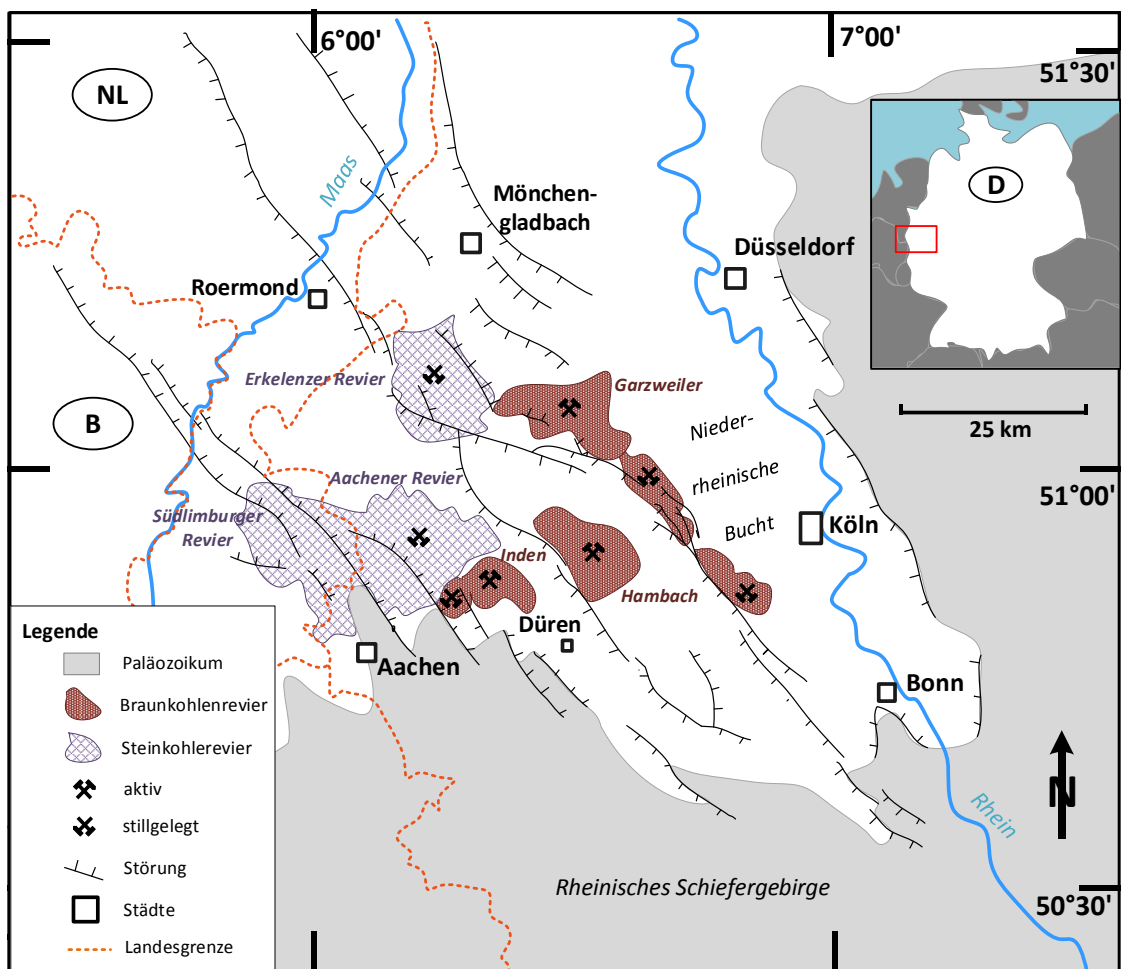 6°00'
7°00'
51°30'
NL
D
Maas
Mönchen-
gladbach
Düsseldorf
Roermond
Erkelenzer Revier
Garzweiler
25 km
B
Nieder-
rheinische
Bucht
Aachener Revier
51°00'
Südlimburger
Revier
Köln
Inden
Hambach
Düren
Aachen
Bonn
Legende
Paläozoikum
Braunkohlenrevier
Steinkohlerevier
aktiv
stillgelegt
Störung
Städte
Landesgrenze
N
Rhein
Rheinisches Schiefergebirge
50°30'